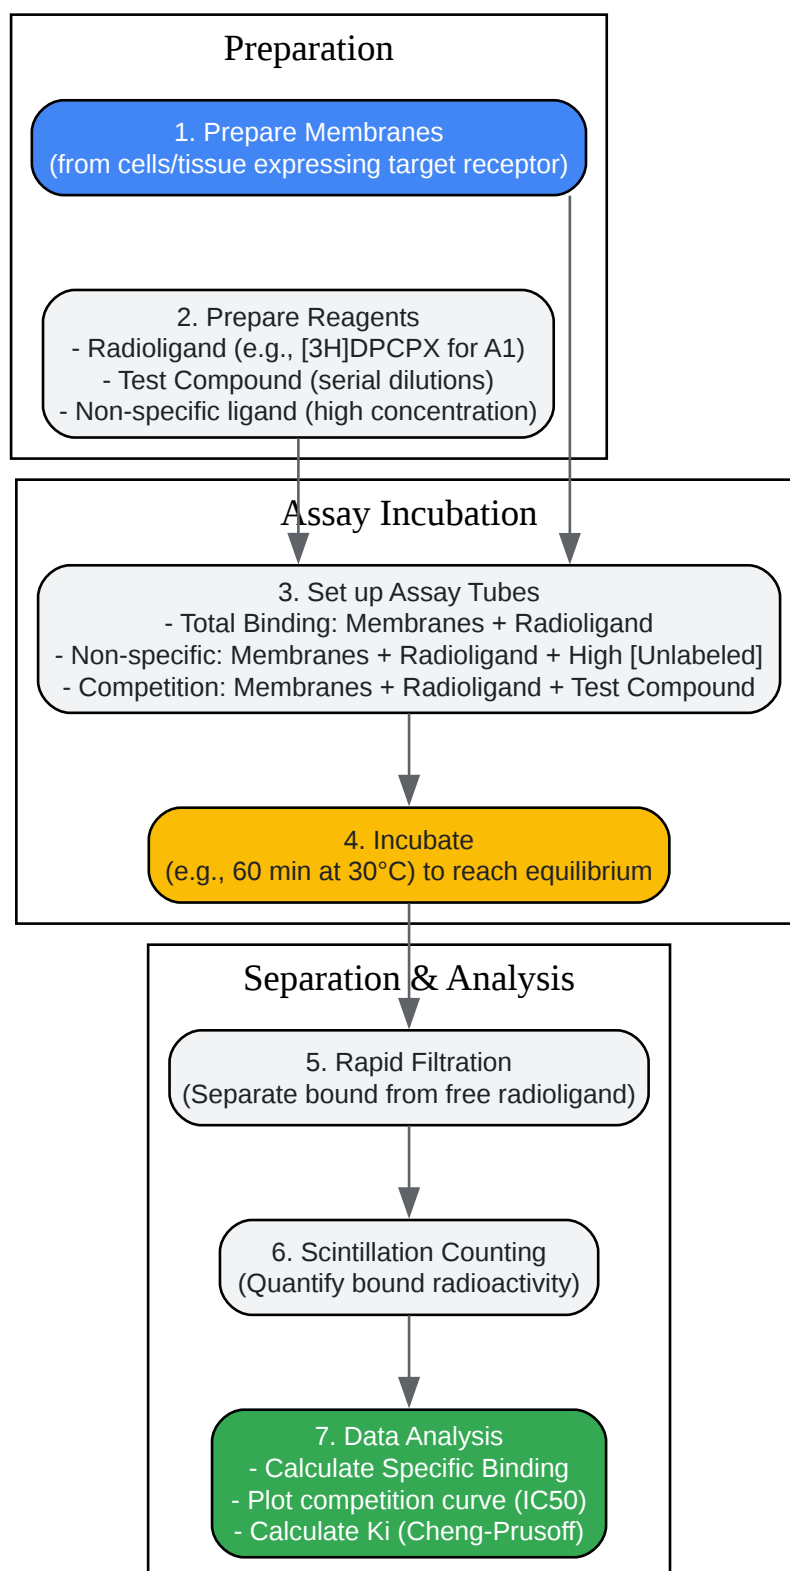 Preparation
1. Prepare Membranes
(from cells/tissue expressing target receptor)
2. Prepare Reagents
- Radioligand (e.g., [3H]DPCPX for A1)
- Test Compound (serial dilutions)
- Non-specific ligand (high concentration)
Assay Incubation
3. Set up Assay Tubes
- Total Binding: Membranes + Radioligand
- Non-specific: Membranes + Radioligand + High [Unlabeled]
- Competition: Membranes + Radioligand + Test Compound
4. Incubate
(e.g., 60 min at 30°C) to reach equilibrium
Separation & Analysis
5. Rapid Filtration
(Separate bound from free radioligand)
6. Scintillation Counting
(Quantify bound radioactivity)
7. Data Analysis
- Calculate Specific Binding
- Plot competition curve (IC50)
- Calculate Ki (Cheng-Prusoff)